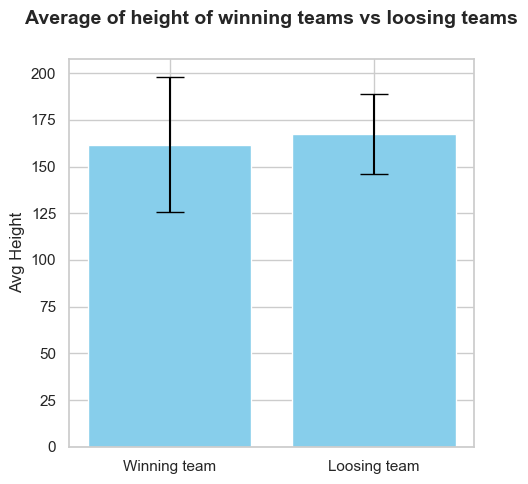 Average of height of winning teams vs loosing teams
200
175
150
125
100
75
50
25
0
Avg Height
Winning team
Loosing team